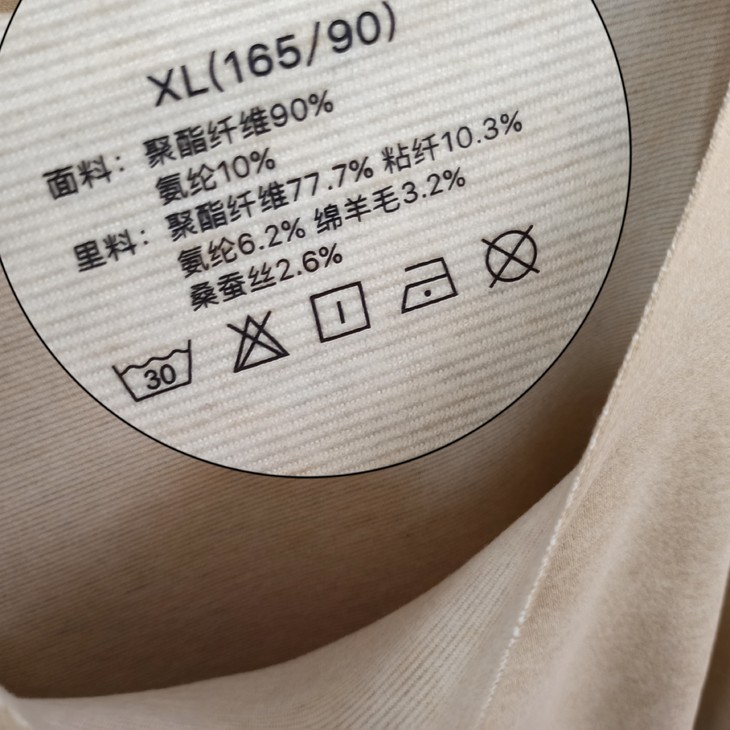 XL(165/90)
面料：聚酯纤维90%
氨纶10%
里料：聚酯纤维77.7% 粘纤10.3%
氨纶6.2% 绵羊毛3.2%
桑蚕丝2.6%
30